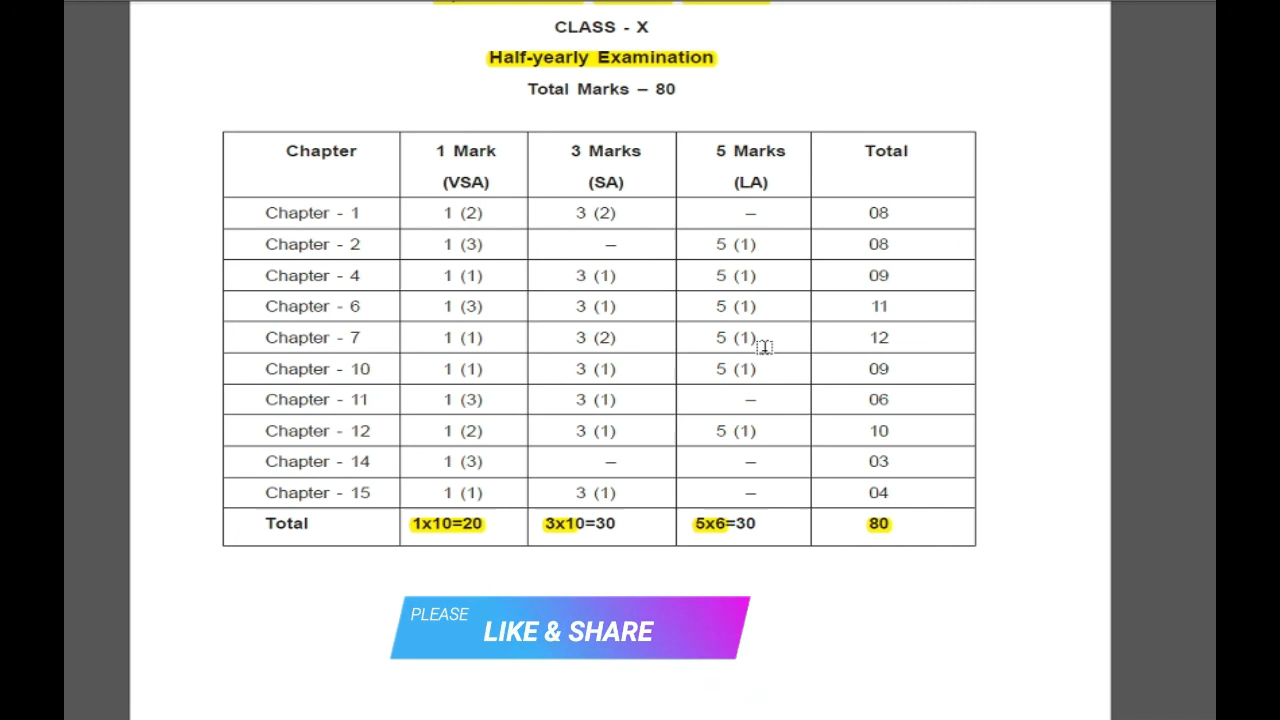 CLASS - X
Half-yearly Examination
Total Marks – 80
Chapter 1 Mark 3 Marks 5 Marks Total
(VSA) (SA) (LA)
Chapter - 1 1 (2) 3 (2) – 08
Chapter - 2 1 (3) – 5 (1) 08
Chapter - 4 1 (1) 3 (1) 5 (1) 09
Chapter - 6 1 (3) 3 (1) 5 (1) 11
Chapter - 7 1 (1) 3 (2) 5 (1) 12
Chapter - 10 1 (1) 3 (1) 5 (1) 09
Chapter - 11 1 (3) 3 (1) – 06
Chapter - 12 1 (2) 3 (1) 5 (1) 10
Chapter - 14 1 (3) – – 03
Chapter - 15 1 (1) 3 (1) – 04
Total 1x10=20 3x10=30 5x6=30 80
PLEASE
LIKE & SHARE